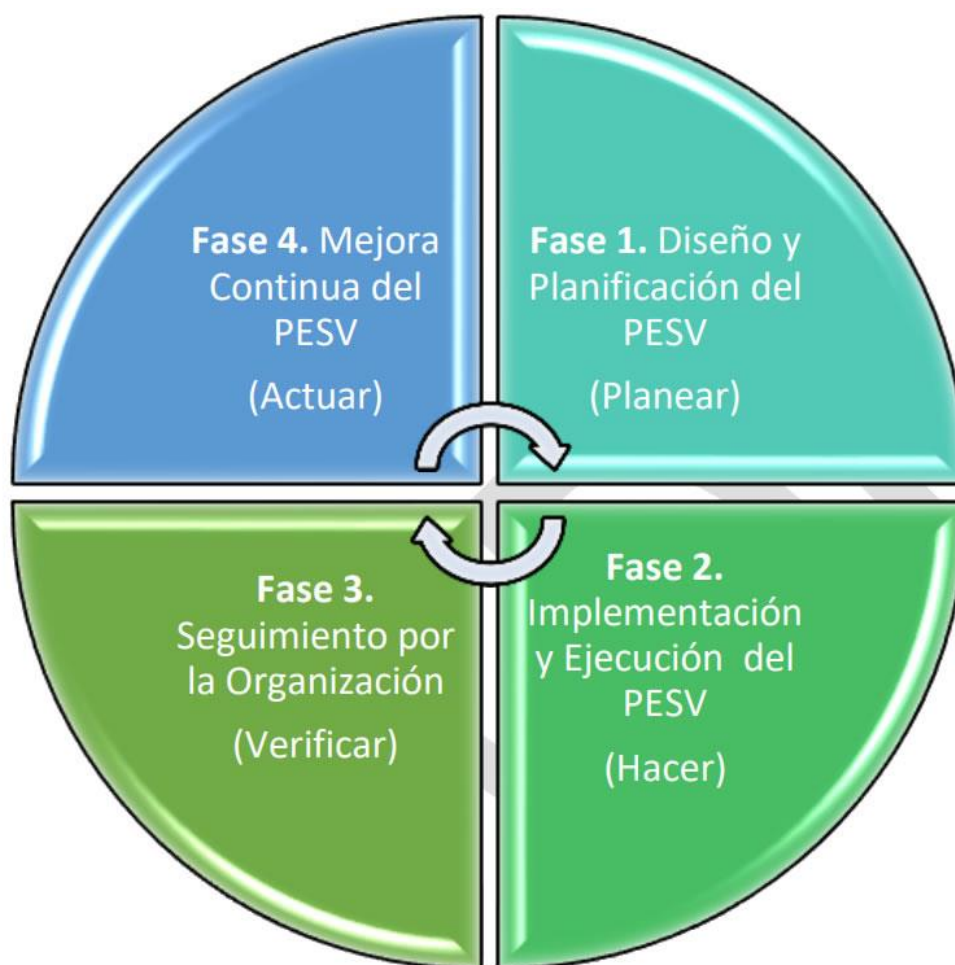 Fase 4. Mejora
Continua del
PESV
(Actuar)
Fase 1. Diseño y
Planificación del
PESV
(Planear)
Fase 3.
Seguimiento por
la Organización
(Verificar)
Fase 2.
Implementación
y Ejecución del
PESV
(Hacer)